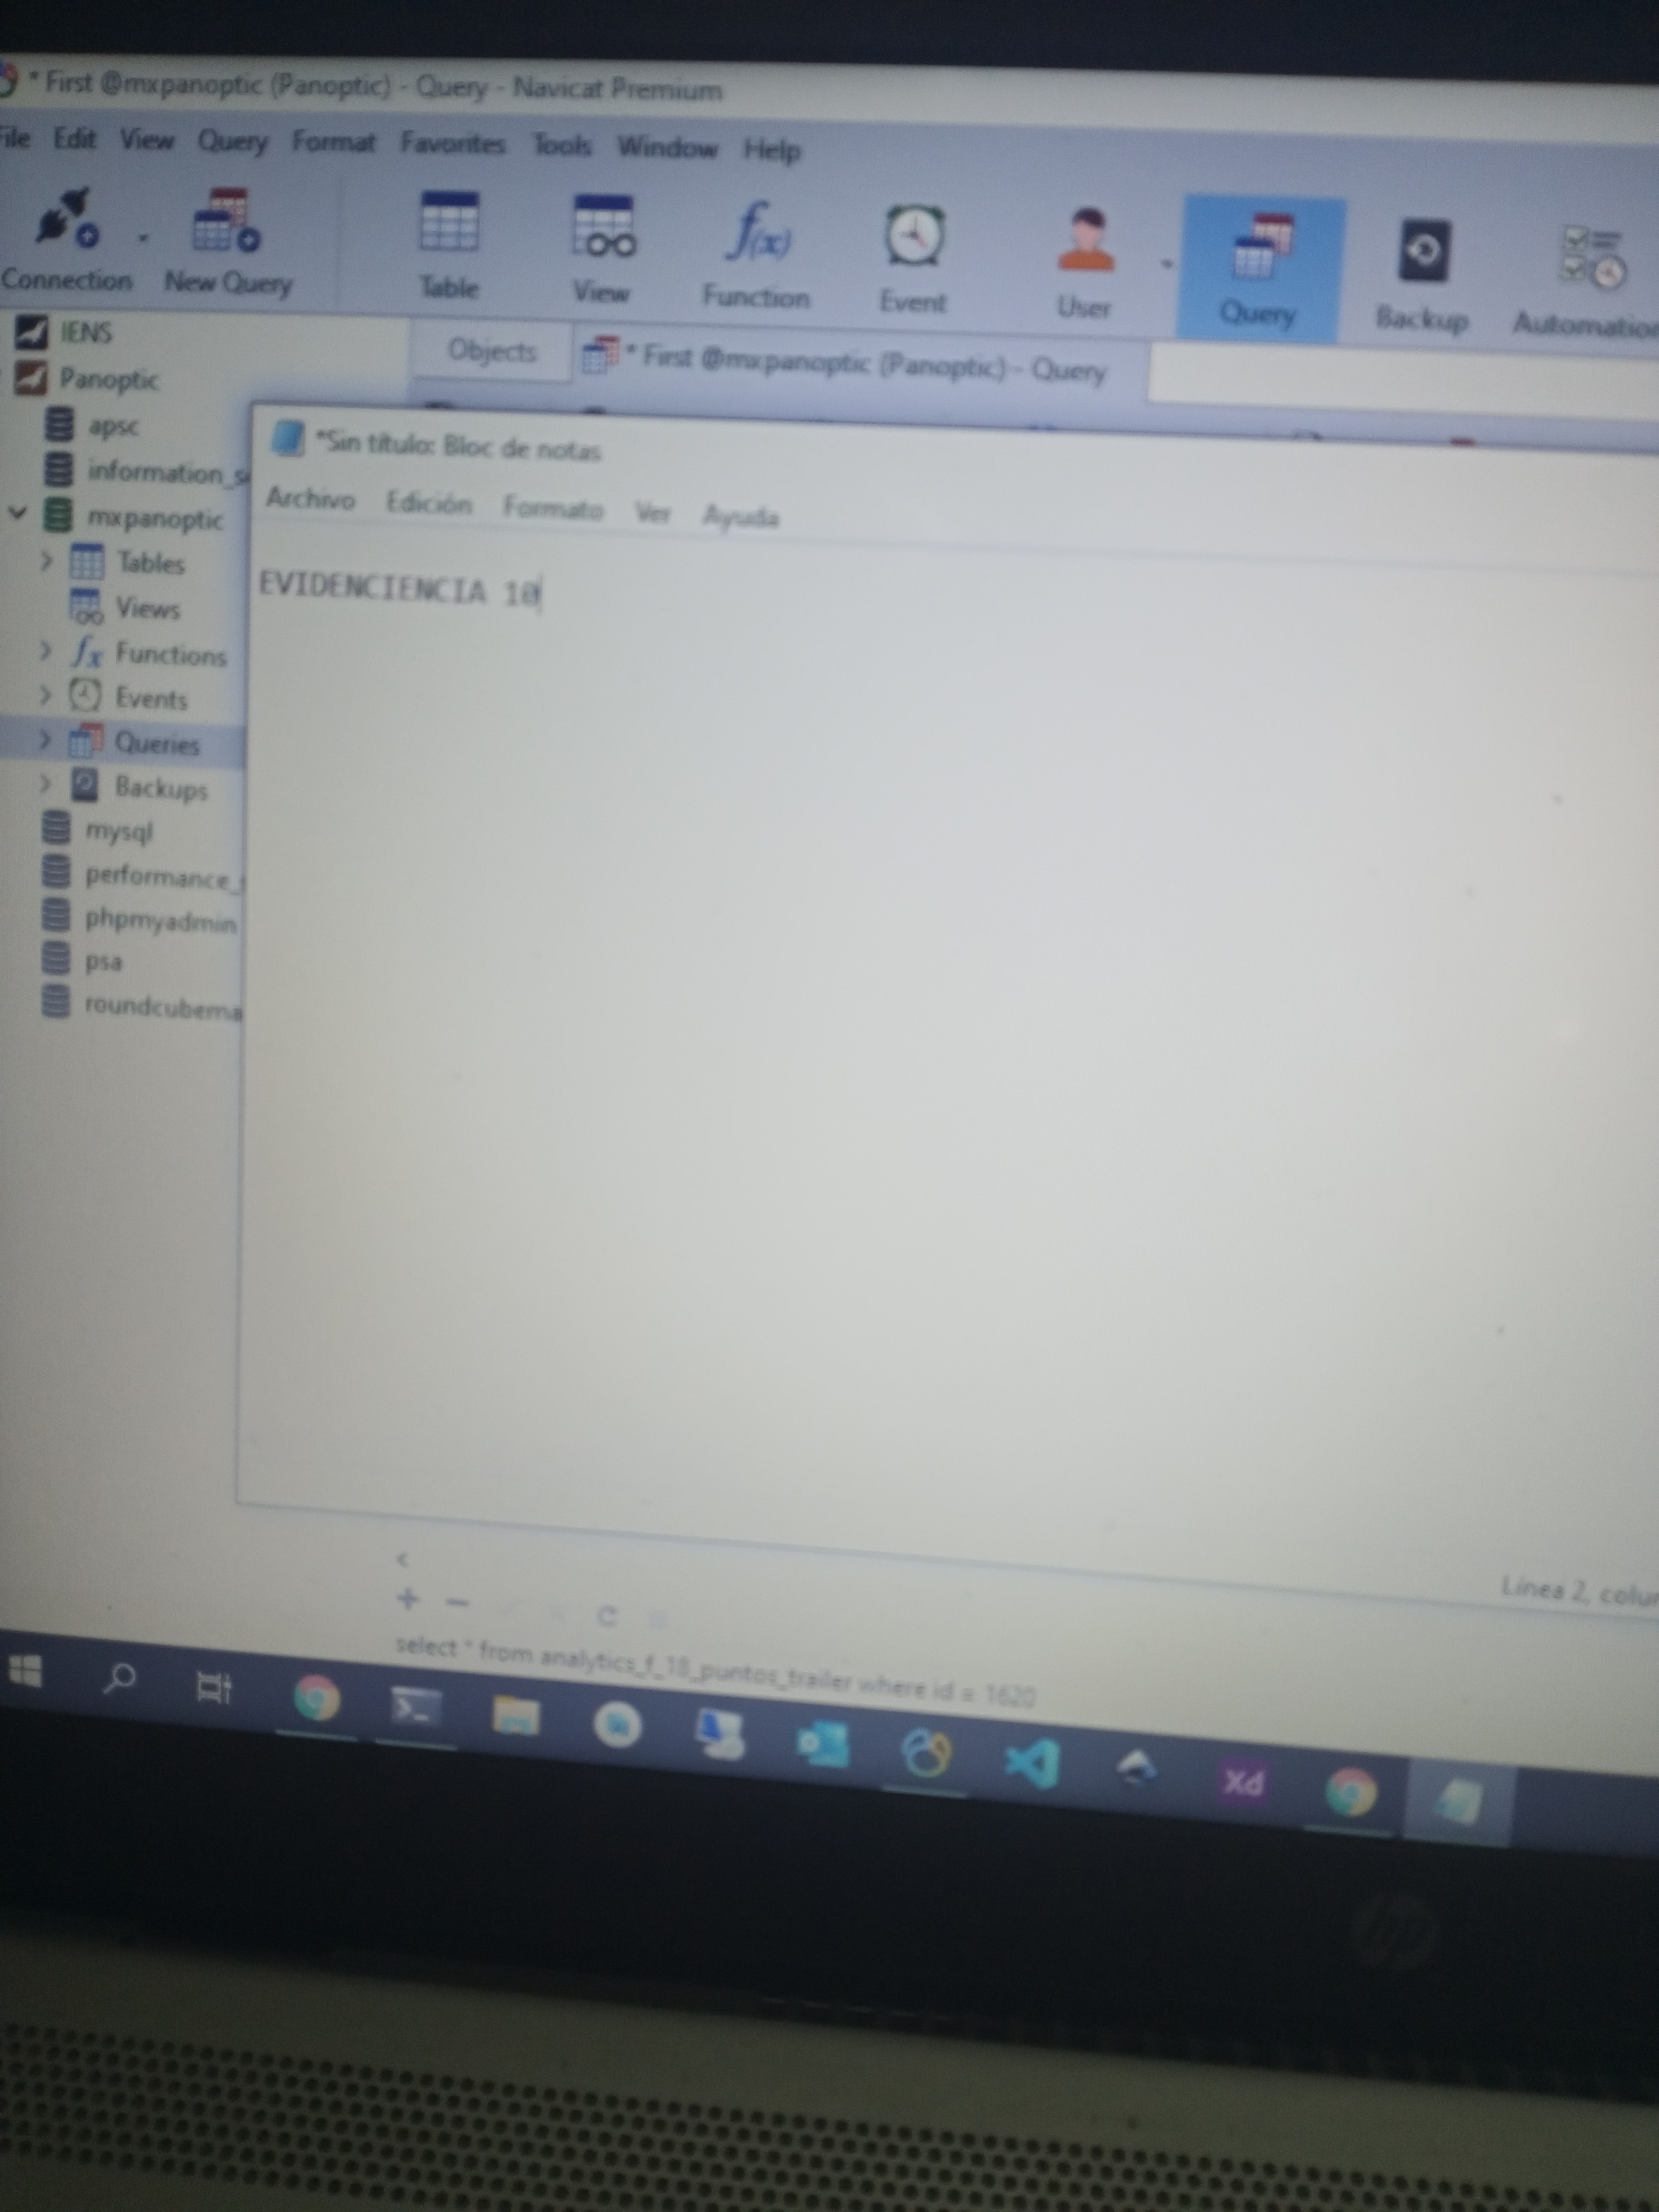 * First @mxpanoptic (Panoptic) - Query - Navicat Premium
File Edit View Query Format Favorites Tools Window Help
Connection New Query Table View Function Event User Query Backup Automation
IENS
Objects * First @mxpanoptic (Panoptic) - Query
Panoptic
apsc
*Sin título: Bloc de notas
information_s
Archivo Edición Formato Ver Ayuda
mxpanoptic
Tables
EVIDENCIENCIA 10
Views
Functions
Events
Queries
Backups
mysql
performance_
phpmyadmin
psa
roundcubema
Línea 2, colum
select * from analytics_f_18_puntos_trailer where id = 1620
Xd
hp